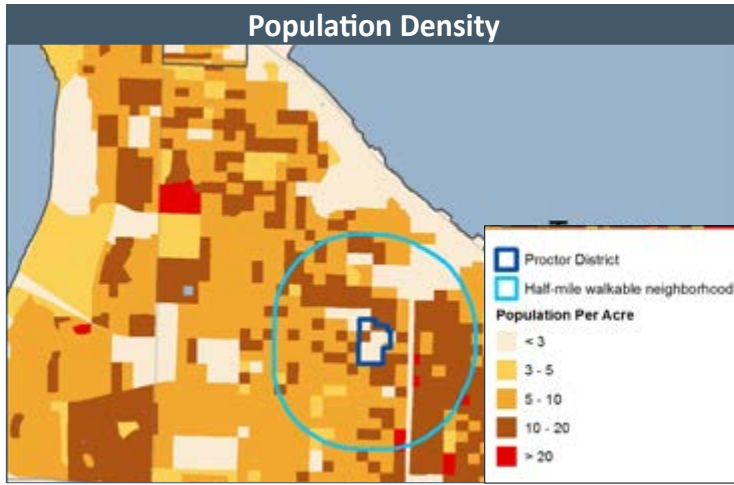 Population Density
Proctor District
Half-mile walkable neighborhood
Population Per Acre
< 3
3 - 5
5 - 10
10 - 20
> 20